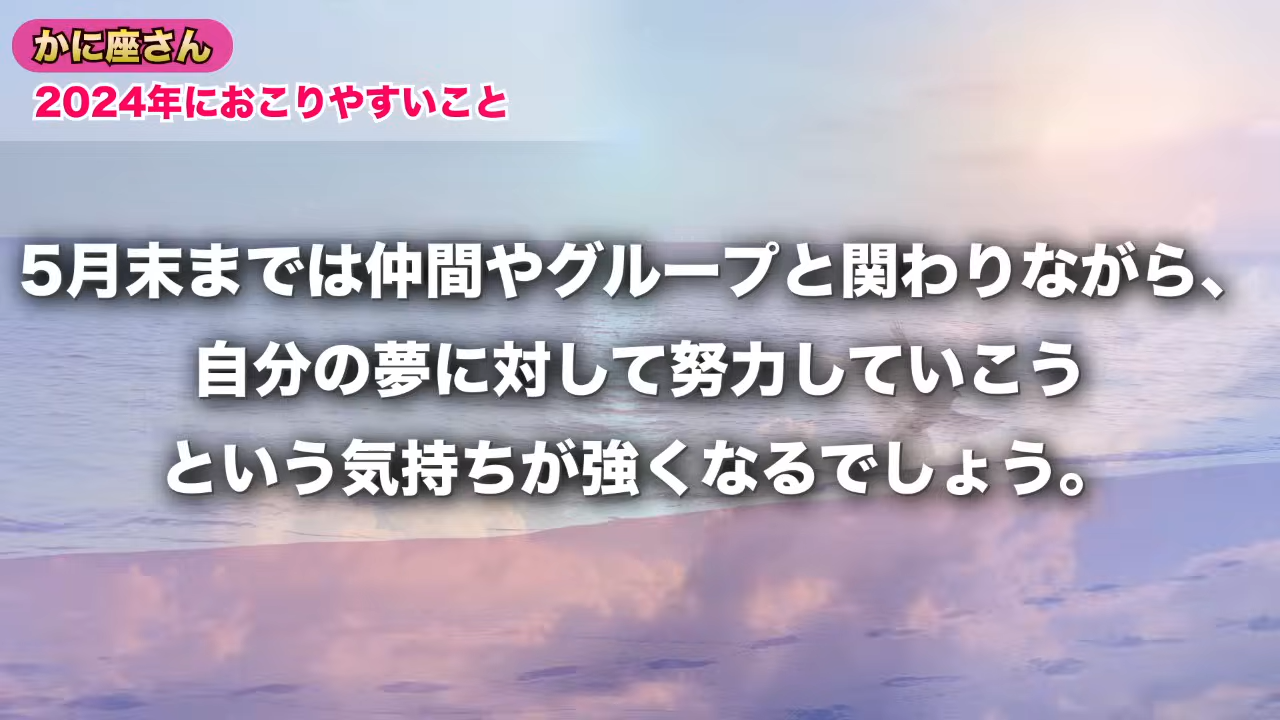 かに座さん
2024年におこりやすいこと
5月末までは仲間やグループと関わりながら、
自分の夢に対して努力していこう
という気持ちが強くなるでしょう。